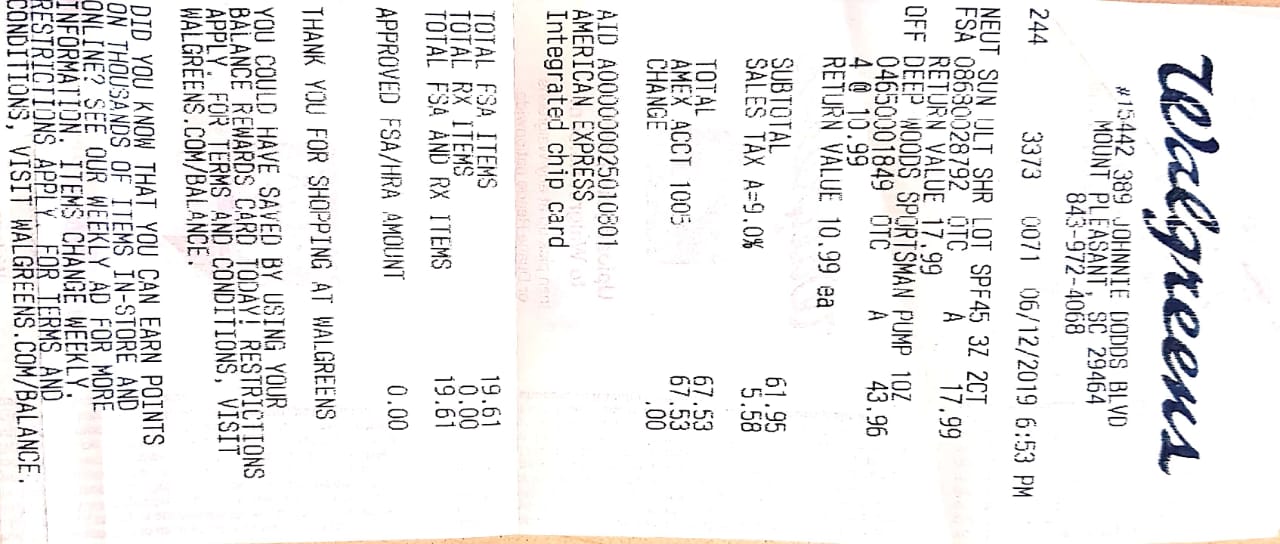 Walgreens
#15442 389 JOHNNIE DODDS BLVD
MOUNT PLEASANT, SC 29464
843-972-4068
244 3373 0071 06/12/2019 6:53 PM
NEUT SUN ULT SHR LOT SPF45 3Z 2CT
FSA 08680028792 OTC A 17.99
RETURN VALUE 17.99
OFF DEEP WOODS SPORTSMAN PUMP 1OZ
04650001849 OTC A 43.96
4 @ 10.99
RETURN VALUE 10.99 ea
SUBTOTAL 61.95
SALES TAX A=9.0% 5.58
TOTAL 67.53
AMEX ACCT 1005 67.53
CHANGE .00
AID A000000025010801
AMERICAN EXPRESS
Integrated chip card
TOTAL FSA ITEMS 19.61
TOTAL RX ITEMS 0.00
TOTAL FSA AND RX ITEMS 19.61
APPROVED FSA/HRA AMOUNT 0.00
THANK YOU FOR SHOPPING AT WALGREENS
YOU COULD HAVE SAVED BY USING YOUR
BALANCE REWARDS CARD TODAY! RESTRICTIONS
APPLY. FOR TERMS AND CONDITIONS, VISIT
WALGREENS.COM/BALANCE.
DID YOU KNOW THAT YOU CAN EARN POINTS
ON THOUSANDS OF ITEMS IN-STORE AND
ONLINE? SEE OUR WEEKLY AD FOR MORE
INFORMATION. ITEMS CHANGE WEEKLY.
RESTRICTIONS APPLY. FOR TERMS AND
CONDITIONS, VISIT WALGREENS.COM/BALANCE.